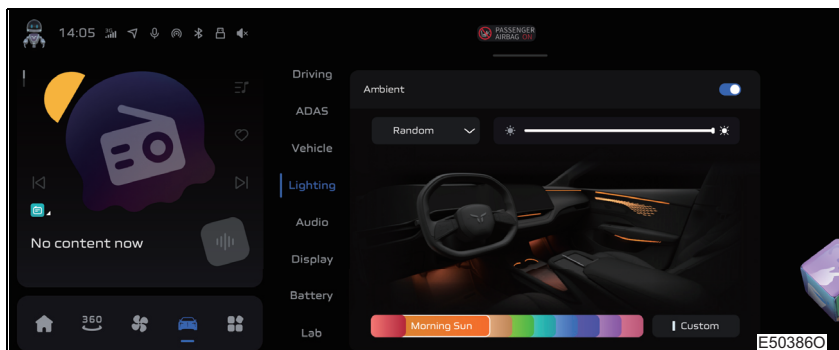 14:05 3G
PASSENGER
AIRBAG ON
Driving
ADAS
Vehicle
Lighting
Audio
Display
Battery
Lab
Ambient
Random
No content now
360
Morning Sun
Custom
E50386O